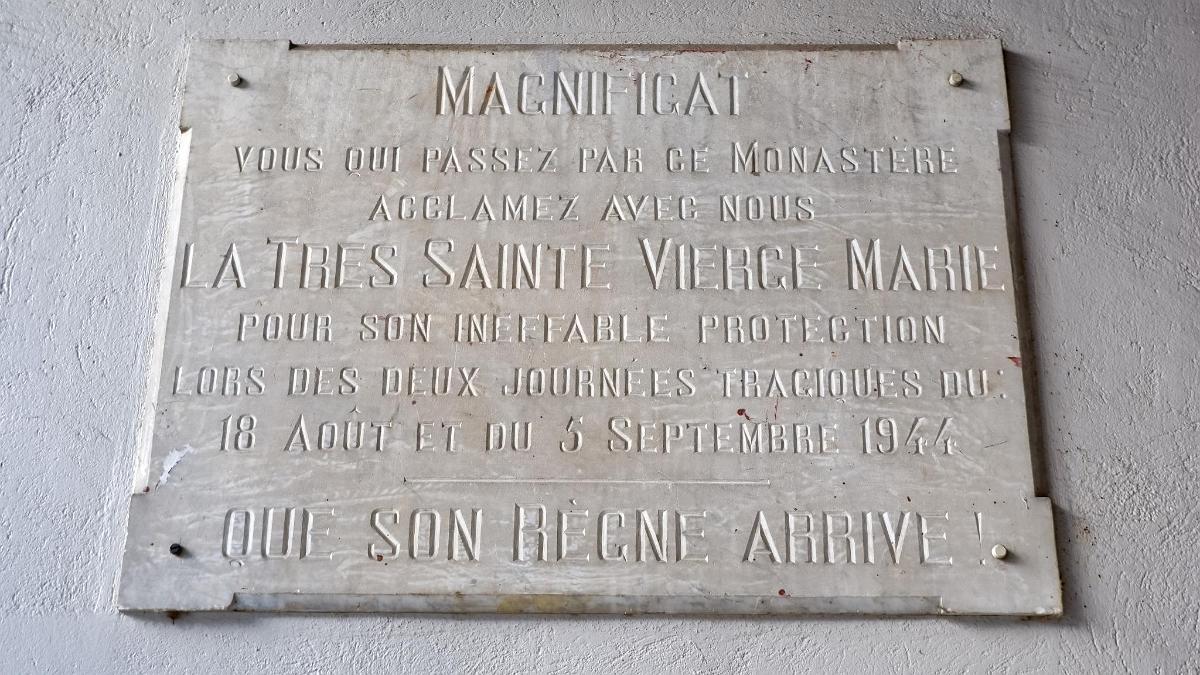 MAGNIFICAT
VOUS QUI PASSEZ PAR CE MONASTÈRE
ACCLAMEZ AVEC NOUS
LA TRÈS SAINTE VIERGE MARIE
POUR SON INEFFABLE PROTECTION
LORS DES DEUX JOURNÉES TRAGIQUES DU:
18 AOÛT ET DU 5 SEPTEMBRE 1944
QUE SON RÈGNE ARRIVE !